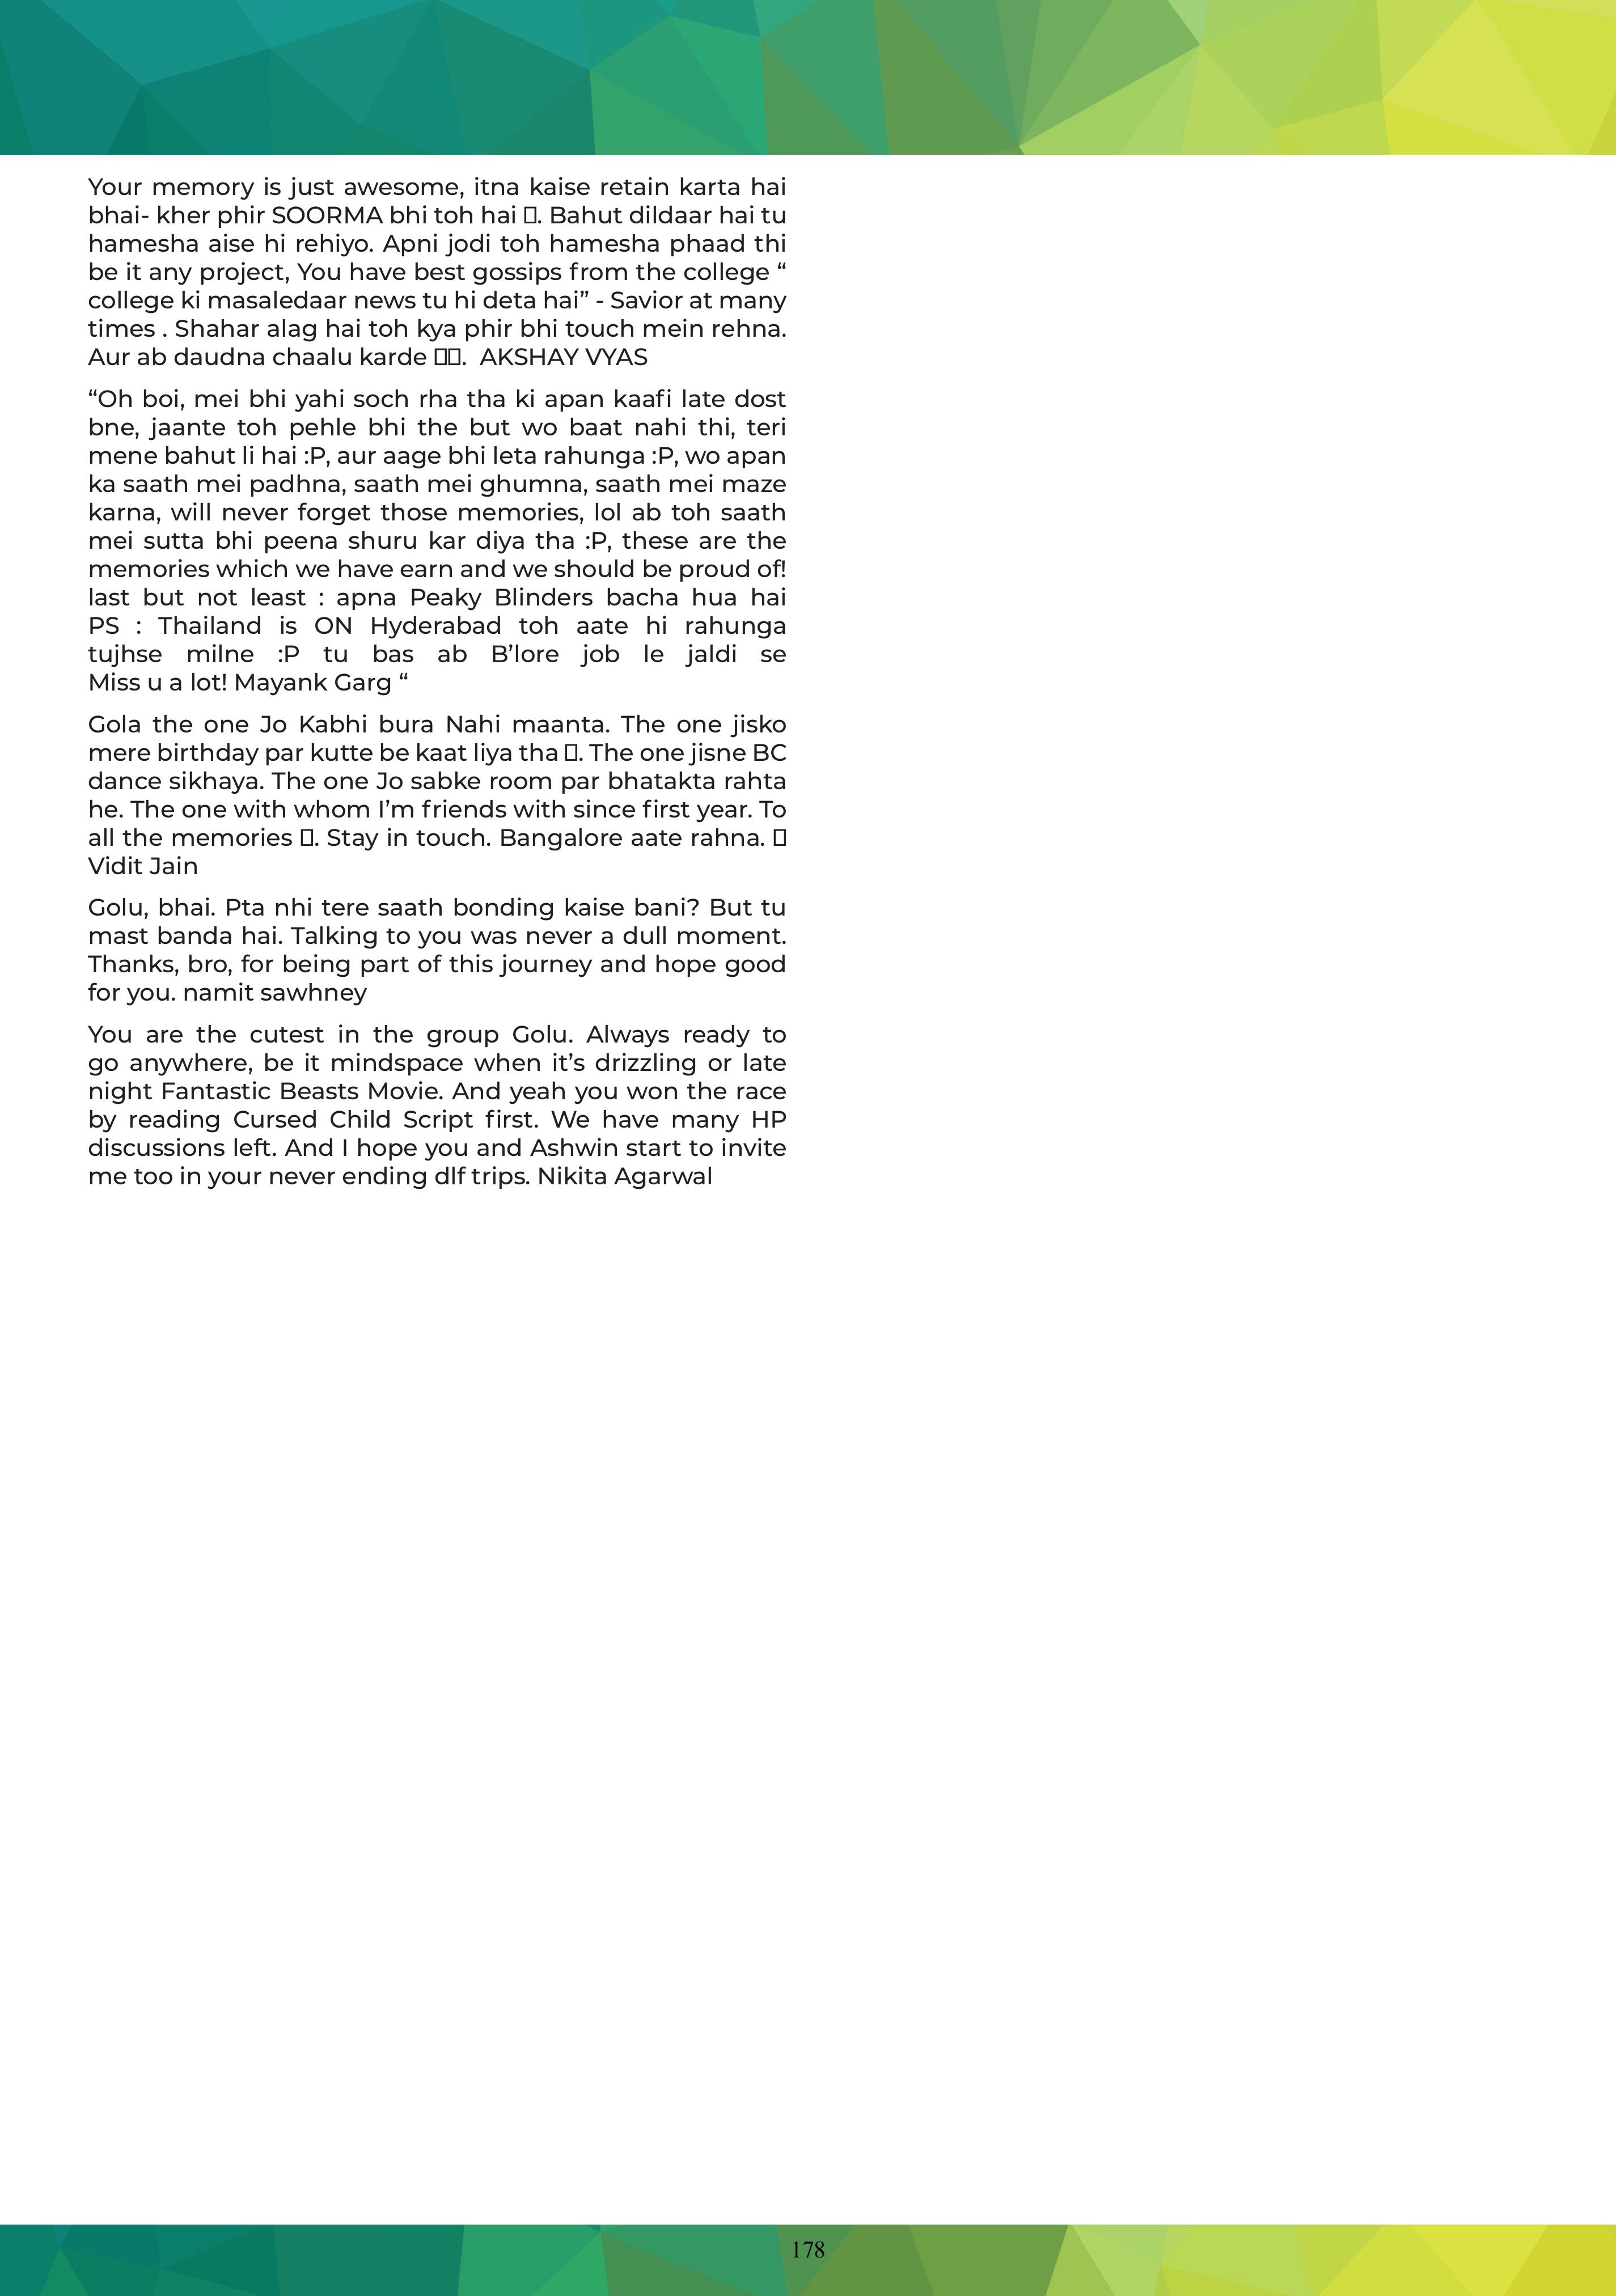 Your memory is just awesome, itna kaise retain karta hai
bhai- kher phir SOORMA bhi toh hai ▯. Bahut dildaar hai tu
hamesha aise hi rehiyo. Apni jodi toh hamesha phaad thi
be it any project, You have best gossips from the college “
college ki masaledaar news tu hi deta hai” - Savior at many
times . Shahar alag hai toh kya phir bhi touch mein rehna.
Aur ab daudna chaalu karde ▯▯.  AKSHAY VYAS
“Oh boi, mei bhi yahi soch rha tha ki apan kaafi late dost
bne, jaante toh pehle bhi the but wo baat nahi thi, teri
mene bahut li hai :P, aur aage bhi leta rahunga :P, wo apan
ka saath mei padhna, saath mei ghumna, saath mei maze
karna, will never forget those memories, lol ab toh saath
mei sutta bhi peena shuru kar diya tha :P, these are the
memories which we have earn and we should be proud of!
last but not least : apna Peaky Blinders bacha hua hai
PS : Thailand is ON Hyderabad toh aate hi rahunga
tujhse milne :P tu bas ab B’lore job le jaldi se
Miss u a lot! Mayank Garg “
Gola the one Jo Kabhi bura Nahi maanta. The one jisko
mere birthday par kutte be kaat liya tha ▯. The one jisne BC
dance sikhaya. The one Jo sabke room par bhatakta rahta
he. The one with whom I’m friends with since first year. To
all the memories ▯. Stay in touch. Bangalore aate rahna. ▯
Vidit Jain
Golu, bhai. Pta nhi tere saath bonding kaise bani? But tu
mast banda hai. Talking to you was never a dull moment.
Thanks, bro, for being part of this journey and hope good
for you. namit sawhney
You are the cutest in the group Golu. Always ready to
go anywhere, be it mindspace when it’s drizzling or late
night Fantastic Beasts Movie. And yeah you won the race
by reading Cursed Child Script first. We have many HP
discussions left. And I hope you and Ashwin start to invite
me too in your never ending dlf trips. Nikita Agarwal
178